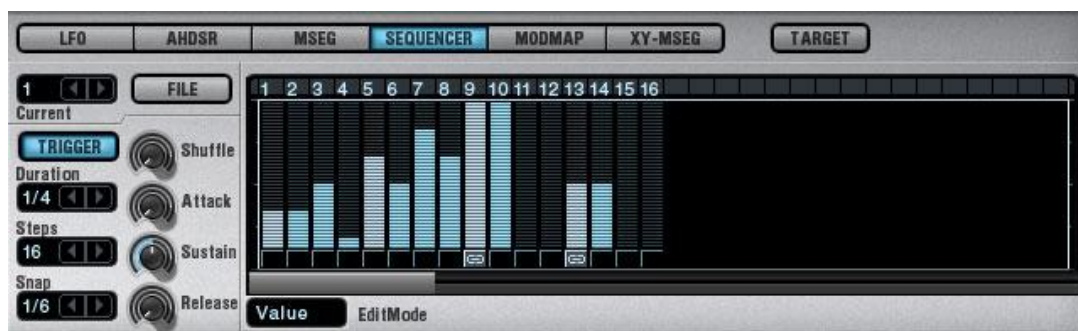 LFO AHDSR MSEG SEQUENCER MODMAP XY-MSEG TARGET
1 FILE
Current
1 2 3 4 5 6 7 8 9 10 11 12 13 14 15 16
TRIGGER Shuffle
Duration
1/4 Attack
Steps
16 Sustain
Snap
1/6 Release
Value EditMode